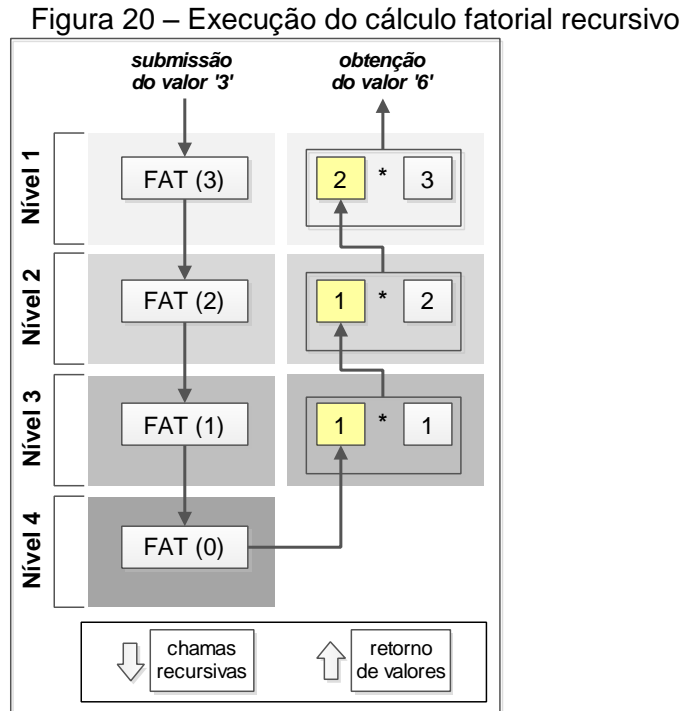 Figura 20 – Execução do cálculo fatorial recursivo
submissão
do valor '3'
obtenção
do valor '6'
Nível 1
FAT (3)
2 * 3
Nível 2
FAT (2)
1 * 2
Nível 3
FAT (1)
1 * 1
Nível 4
FAT (0)
chamas
recursivas
retorno
de valores